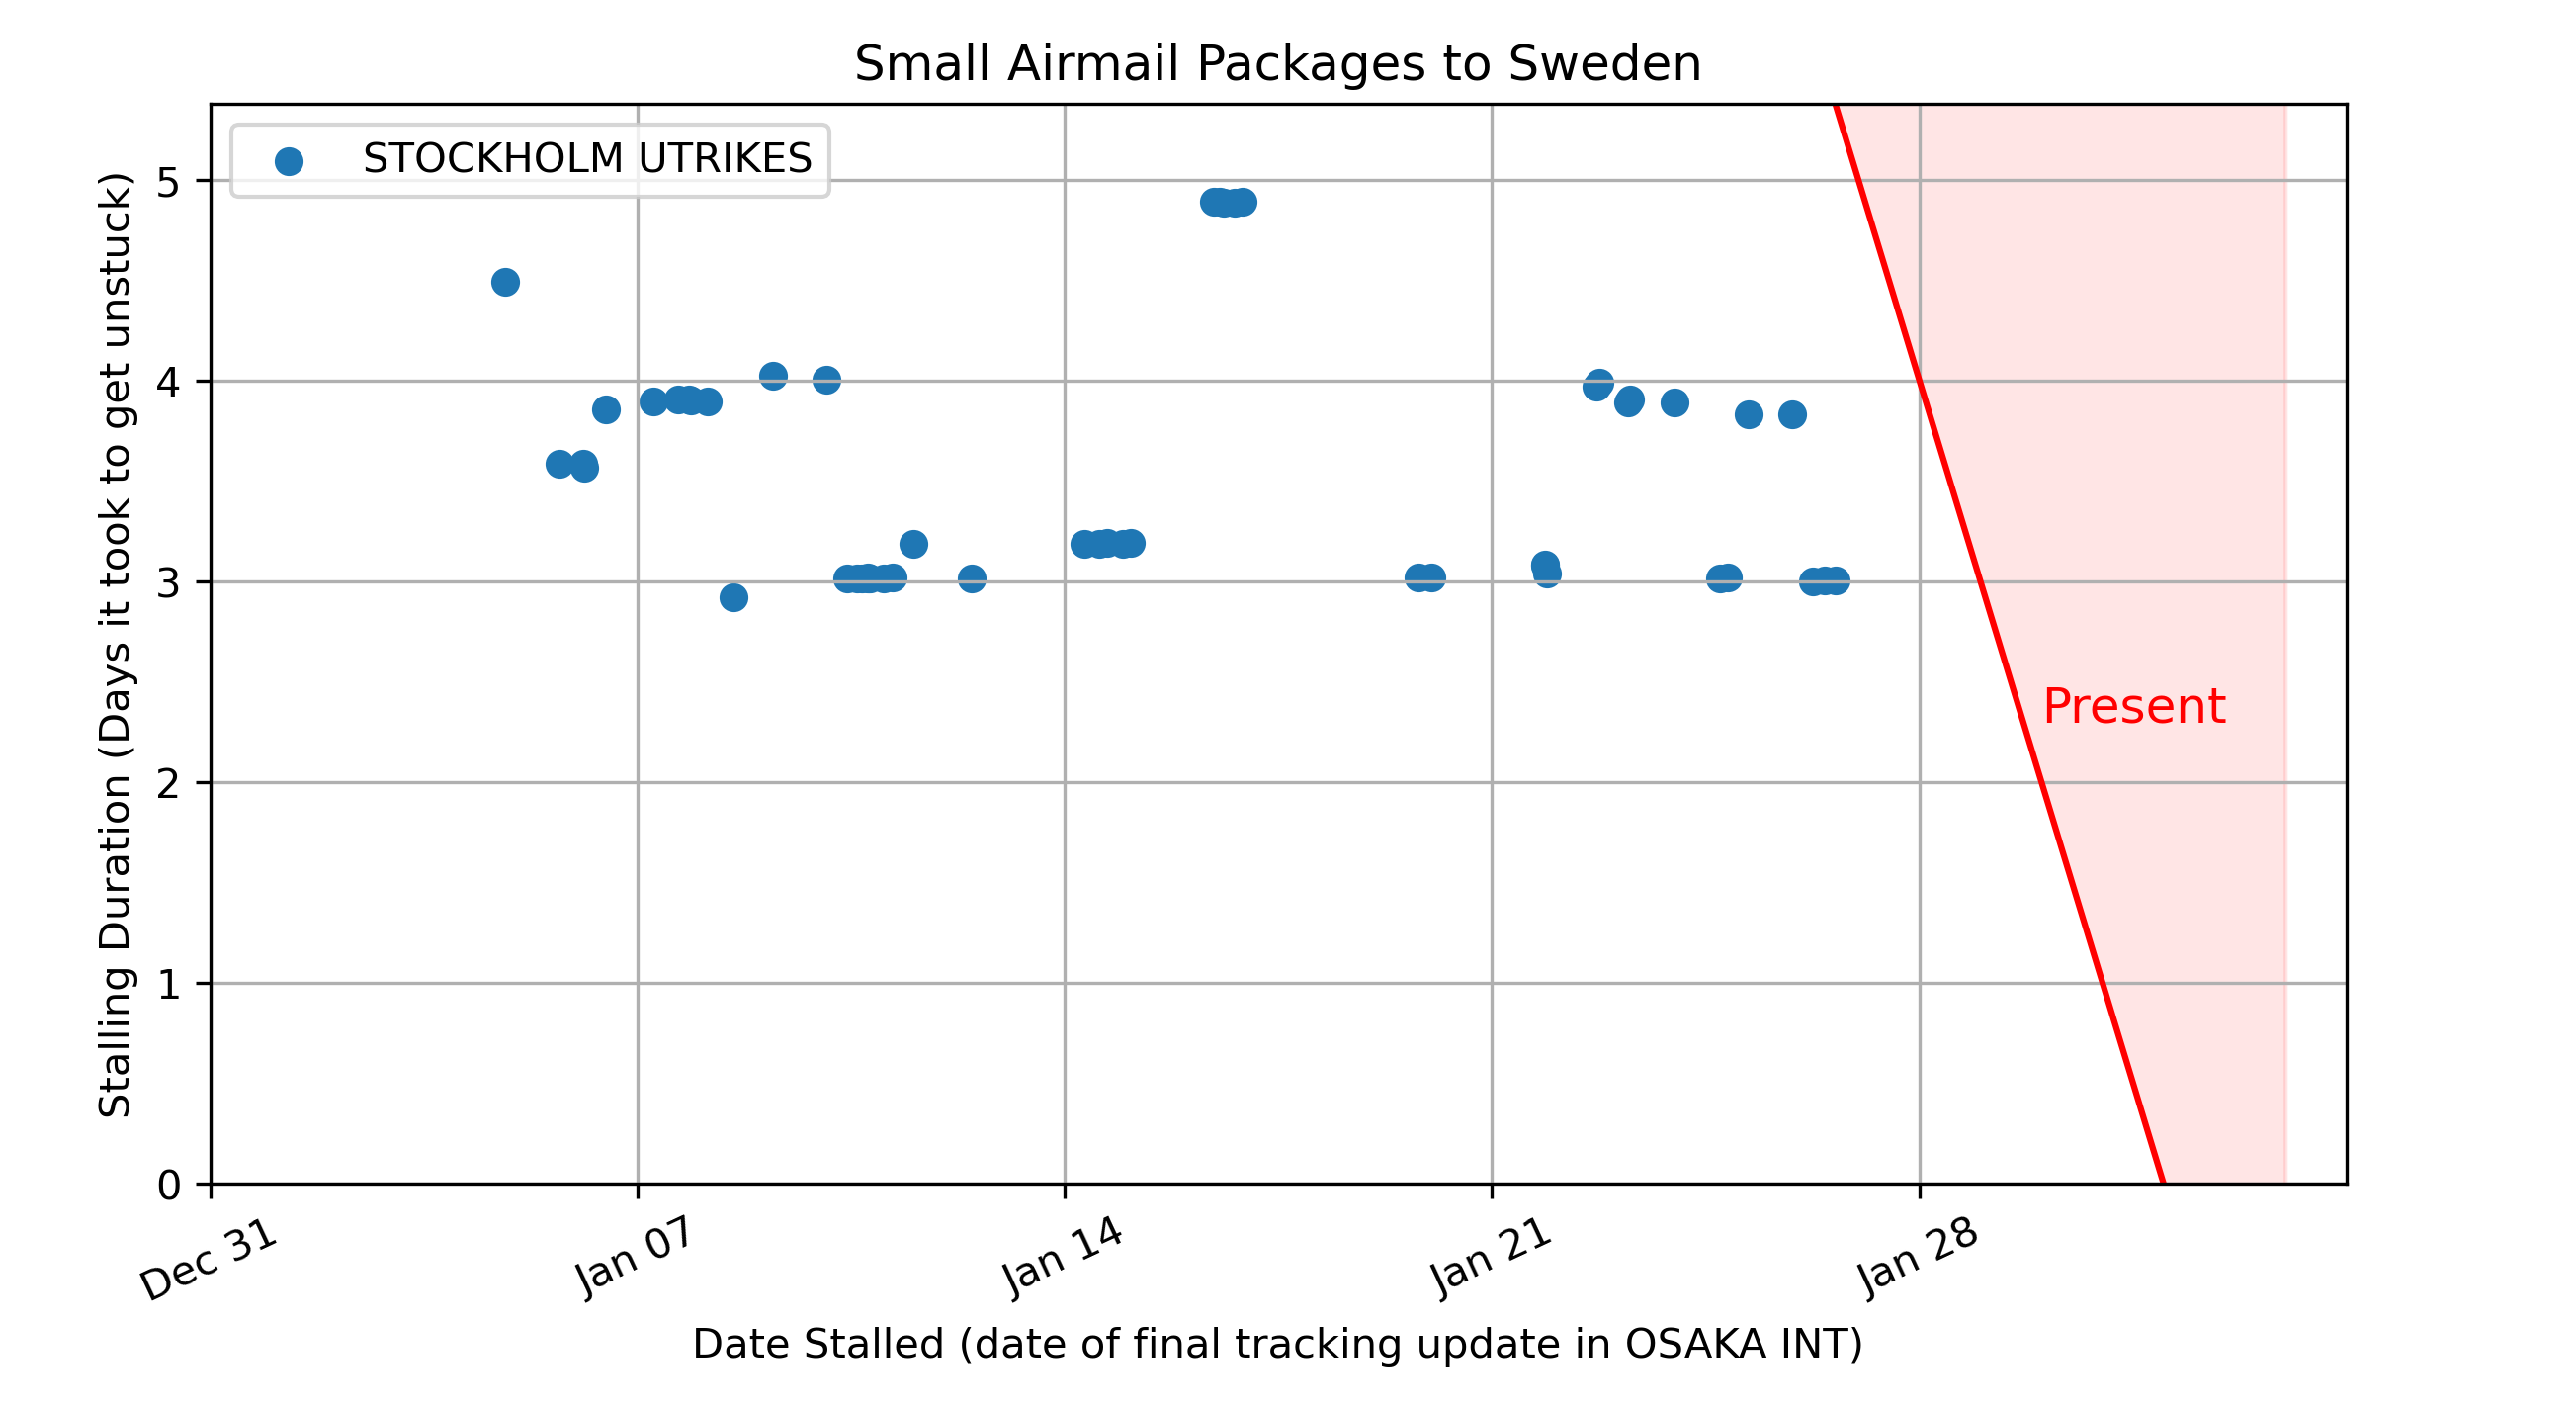 Small Airmail Packages to Sweden
STOCKHOLM UTRIKES
Stalling Duration (Days it took to get unstuck)
5
4
3
2
1
0
Present
Dec 31
Jan 07
Jan 14
Jan 21
Jan 28
Date Stalled (date of final tracking update in OSAKA INT)